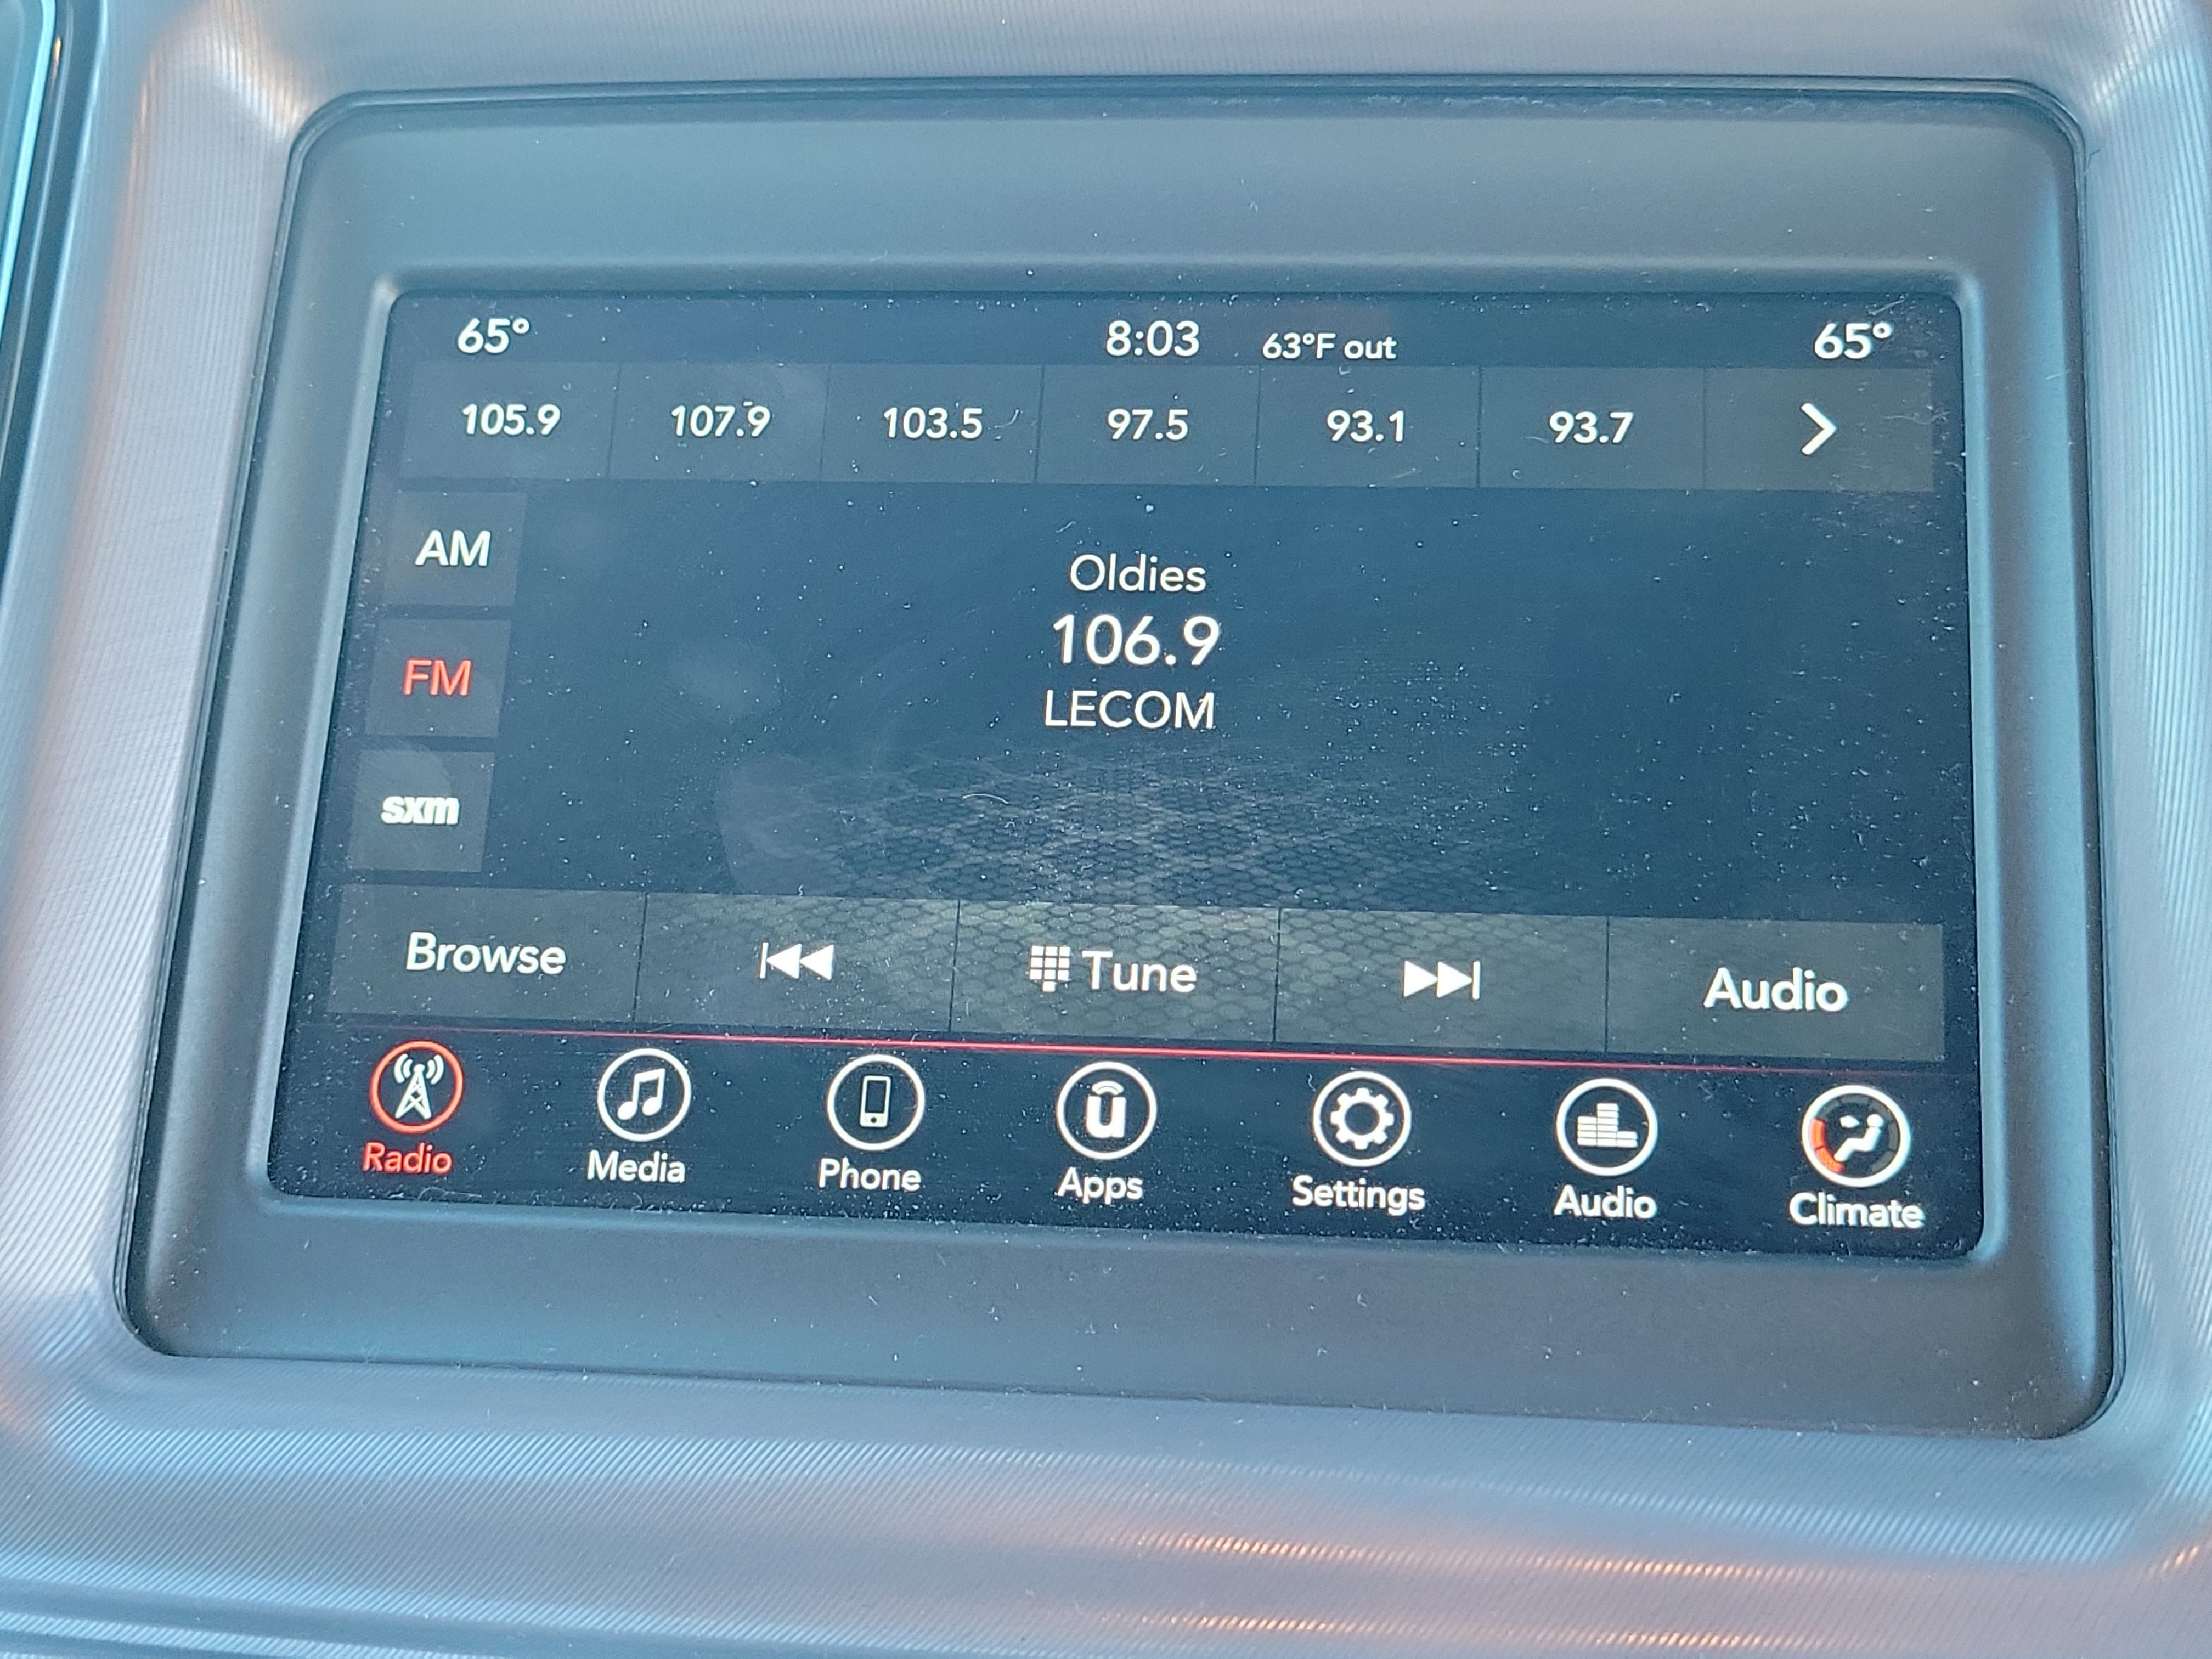 65° 8:03 63°F out 65°
105.9 107.9 103.5 97.5 93.1 93.7
AM
Oldies
106.9
FM
LECOM
sxm
Browse Tune Audio
Radio Media Phone Apps Settings Audio Climate